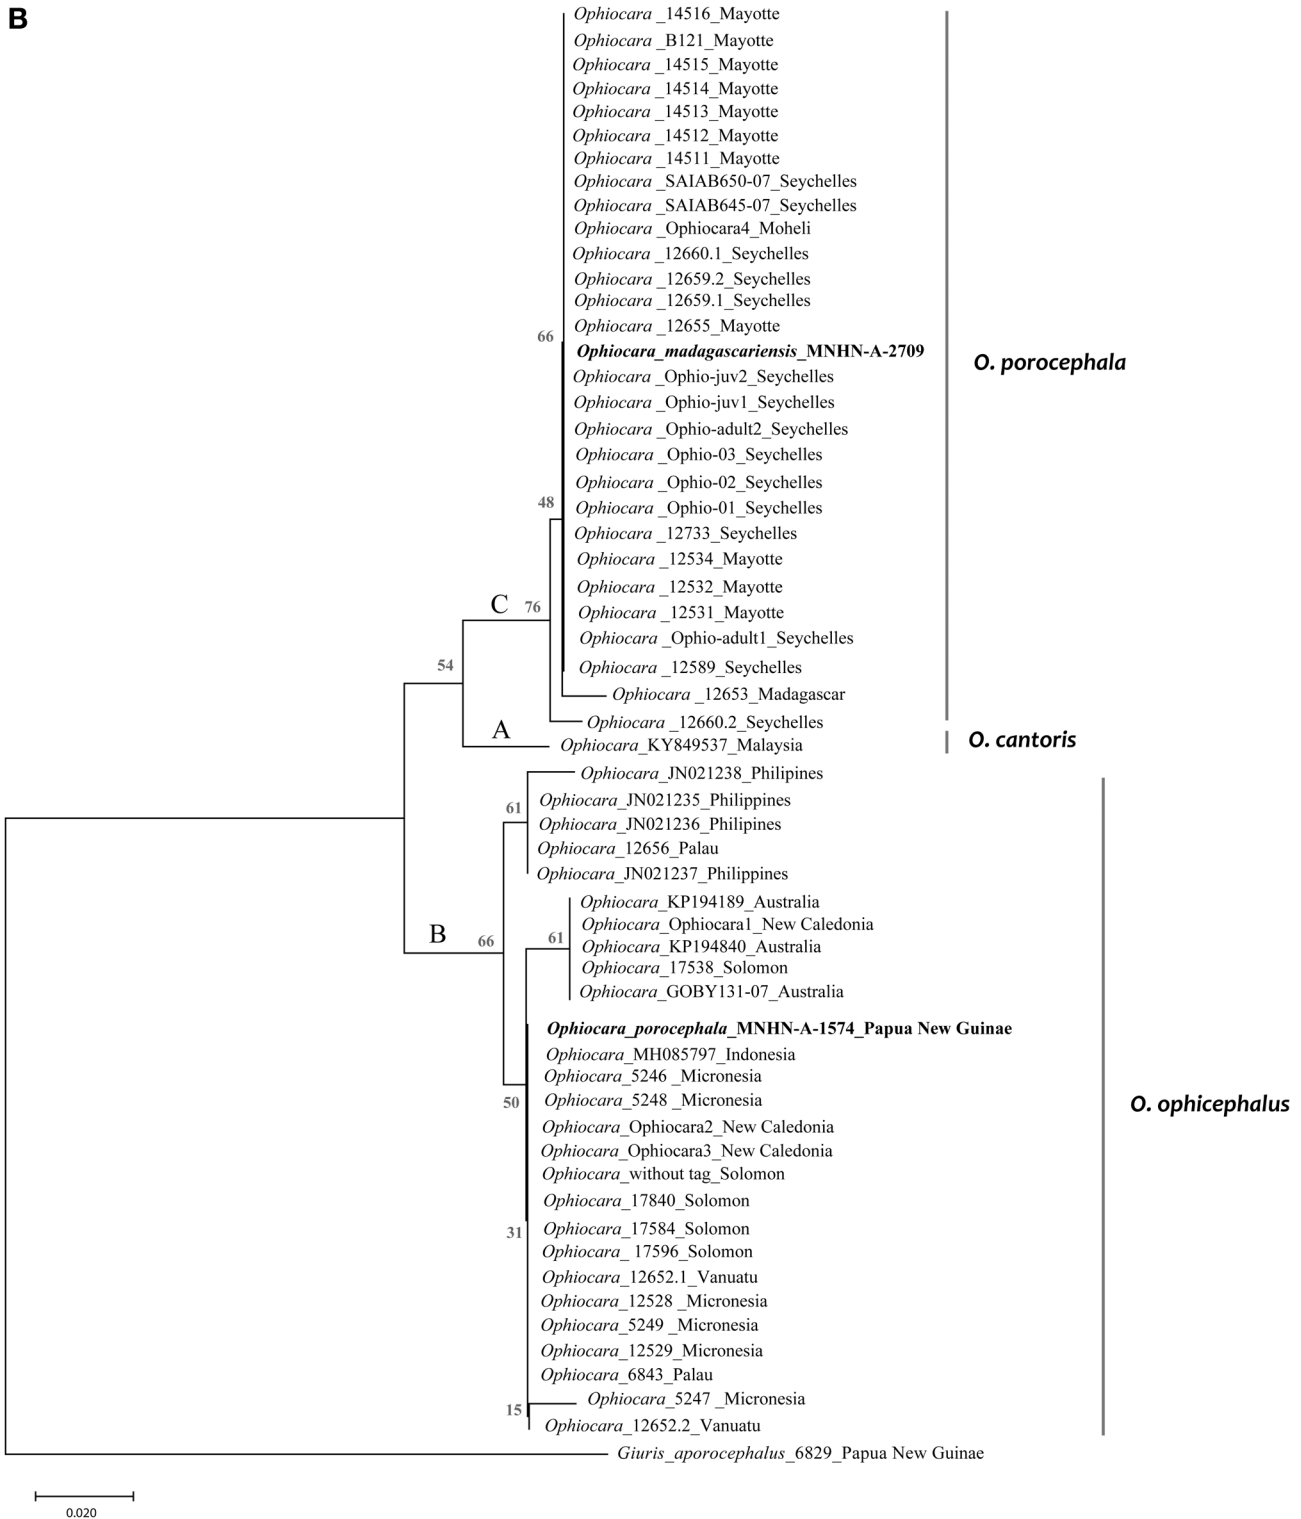 B
Ophiocara _14516_Mayotte
Ophiocara _B121_Mayotte
Ophiocara _14515_Mayotte
Ophiocara _14514_Mayotte
Ophiocara _14513_Mayotte
Ophiocara _14512_Mayotte
Ophiocara _14511_Mayotte
Ophiocara _SAIAB650-07_Seychelles
Ophiocara _SAIAB645-07_Seychelles
Ophiocara _Ophiocara4_Moheli
Ophiocara _12660.1_Seychelles
Ophiocara _12659.2_Seychelles
Ophiocara _12659.1_Seychelles
Ophiocara _12655_Mayotte
66
Ophiocara_madagascariensis_MNHN-A-2709
O. porocephala
Ophiocara _Ophio-juv2_Seychelles
Ophiocara _Ophio-juv1_Seychelles
Ophiocara _Ophio-adult2_Seychelles
Ophiocara _Ophio-03_Seychelles
Ophiocara _Ophio-02_Seychelles
48
Ophiocara _Ophio-01_Seychelles
Ophiocara _12733_Seychelles
Ophiocara _12534_Mayotte
Ophiocara _12532_Mayotte
C 76
Ophiocara _12531_Mayotte
Ophiocara _Ophio-adult1_Seychelles
54
Ophiocara _12589_Seychelles
Ophiocara _12653_Madagascar
Ophiocara _12660.2_Seychelles
A
Ophiocara_KY849537_Malaysia
O. cantoris
Ophiocara_JN021238_Philipines
61
Ophiocara_JN021235_Philippines
Ophiocara_JN021236_Philipines
Ophiocara_12656_Palau
Ophiocara_JN021237_Philippines
Ophiocara_KP194189_Australia
Ophiocara_Ophiocara1_New Caledonia
B 66 61
Ophiocara_KP194840_Australia
Ophiocara_17538_Solomon
Ophiocara_GOBY131-07_Australia
Ophiocara_porocephala_MNHN-A-1574_Papua New Guinae
Ophiocara_MH085797_Indonesia
Ophiocara_5246 _Micronesia
50
Ophiocara_5248 _Micronesia
O. ophicephalus
Ophiocara_Ophiocara2_New Caledonia
Ophiocara_Ophiocara3_New Caledonia
Ophiocara_without tag_Solomon
Ophiocara_17840_Solomon
31
Ophiocara_17584_Solomon
Ophiocara_ 17596_Solomon
Ophiocara_12652.1_Vanuatu
Ophiocara_12528 _Micronesia
Ophiocara_5249 _Micronesia
Ophiocara_12529_Micronesia
Ophiocara_6843_Palau
Ophiocara_5247 _Micronesia
15
Ophiocara_12652.2_Vanuatu
Giuris_aporocephalus_6829_Papua New Guinae
0.020